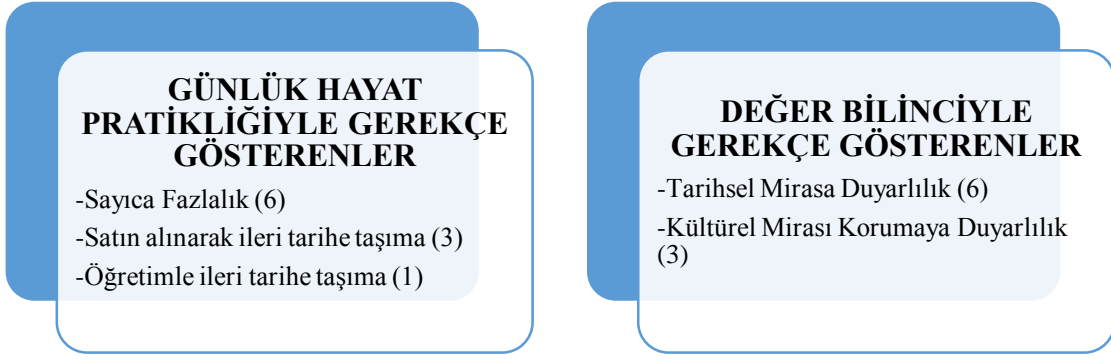 GÜNLÜK HAYAT
PRATİKLİĞİYLE GEREKÇE
GÖSTERENLER
-Sayıca Fazlalık (6)
-Satın alınarak ileri tarihe taşıma (3)
-Öğretimle ileri tarihe taşıma (1)
DEĞER BİLİNCİYLE
GEREKÇE GÖSTERENLER
-Tarihsel Mirasa Duyarlılık (6)
-Kültürel Mirası Korumaya Duyarlılık
(3)